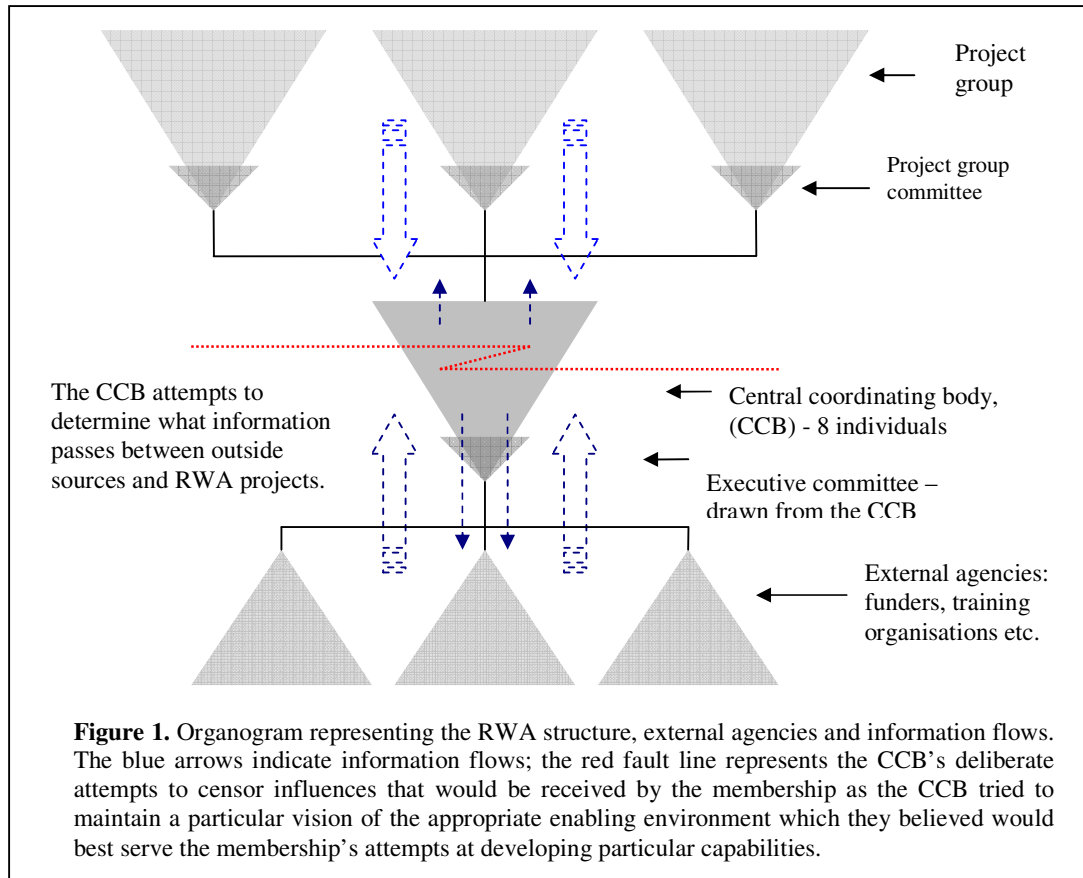 Project
group
Project group
committee
The CCB attempts to
determine what information
passes between outside
sources and RWA projects.
Central coordinating body,
(CCB) - 8 individuals
Executive committee –
drawn from the CCB
External agencies:
funders, training
organisations etc.
Figure 1. Organogram representing the RWA structure, external agencies and information flows.
The blue arrows indicate information flows; the red fault line represents the CCB's deliberate
attempts to censor influences that would be received by the membership as the CCB tried to
maintain a particular vision of the appropriate enabling environment which they believed would
best serve the membership's attempts at developing particular capabilities.